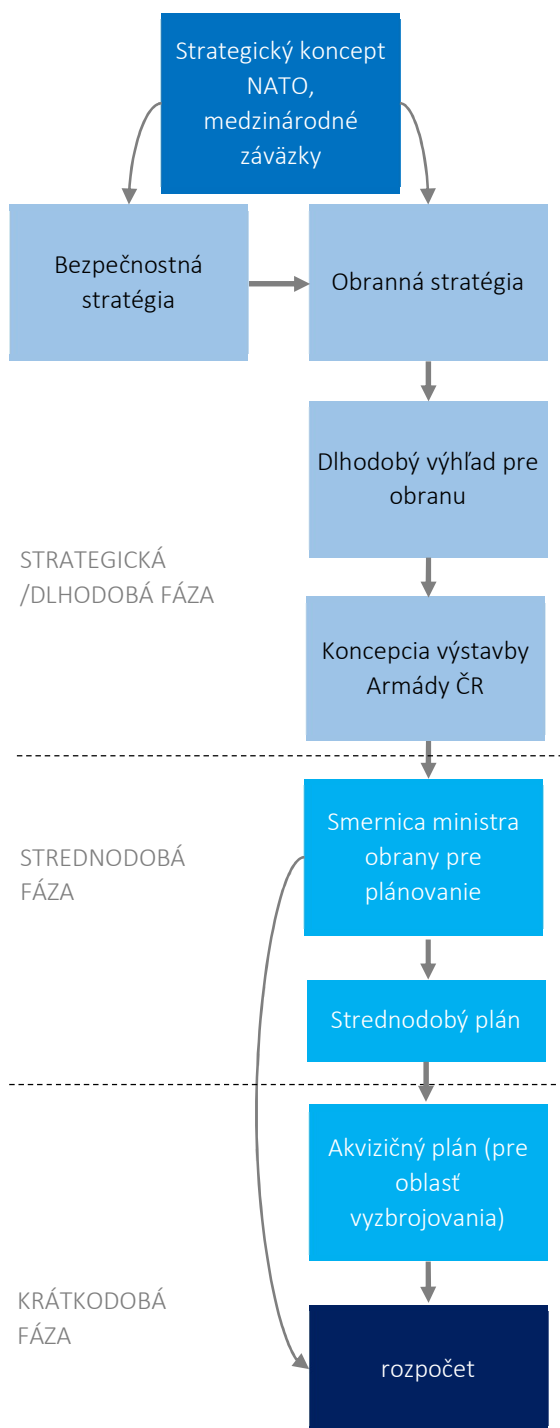 Strategický koncept
NATO,
medzinárodné
záväzky
Bezpečnostná
stratégia
Obranná stratégia
Dlhodobý výhľad pre
obranu
STRATEGICKÁ
/DLHODOBÁ FÁZA
Koncepcia výstavby
Armády ČR
Smernica ministra
obrany pre
plánovanie
STREDNODOBÁ
FÁZA
Strednodobý plán
Akvizičný plán (pre
oblasť
vyzbrojovania)
KRÁTKODOBÁ
FÁZA
rozpočet